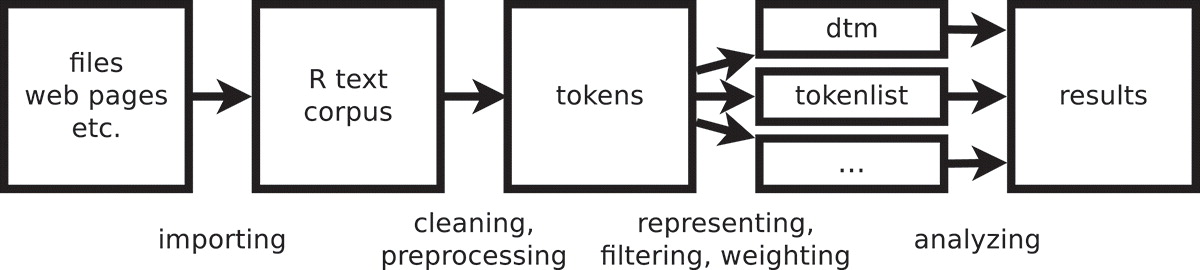 files
web pages
etc.
R text
corpus
tokens
dtm
tokenlist
...
results
importing
cleaning,
preprocessing
representing,
filtering, weighting
analyzing